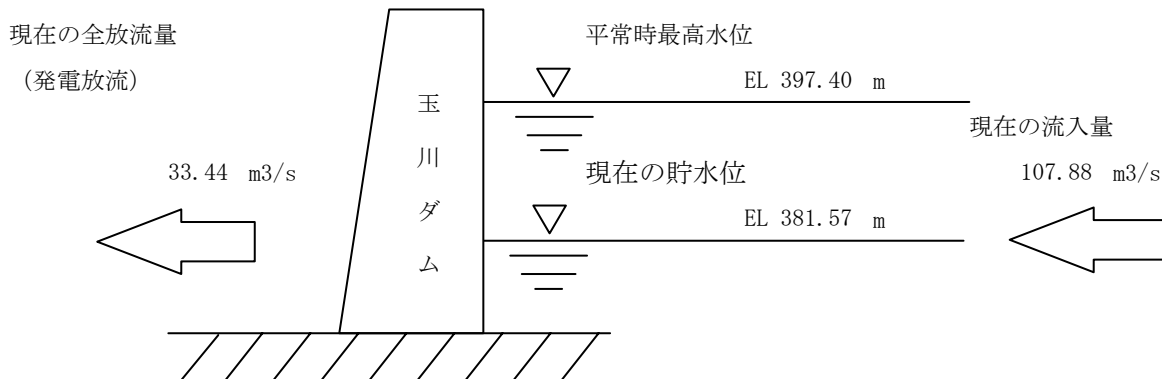 現在の全放流量
（発電放流）
33.44 m3/s
玉川ダム
平常時最高水位
EL 397.40 m
現在の貯水位
EL 381.57 m
現在の流入量
107.88 m3/s